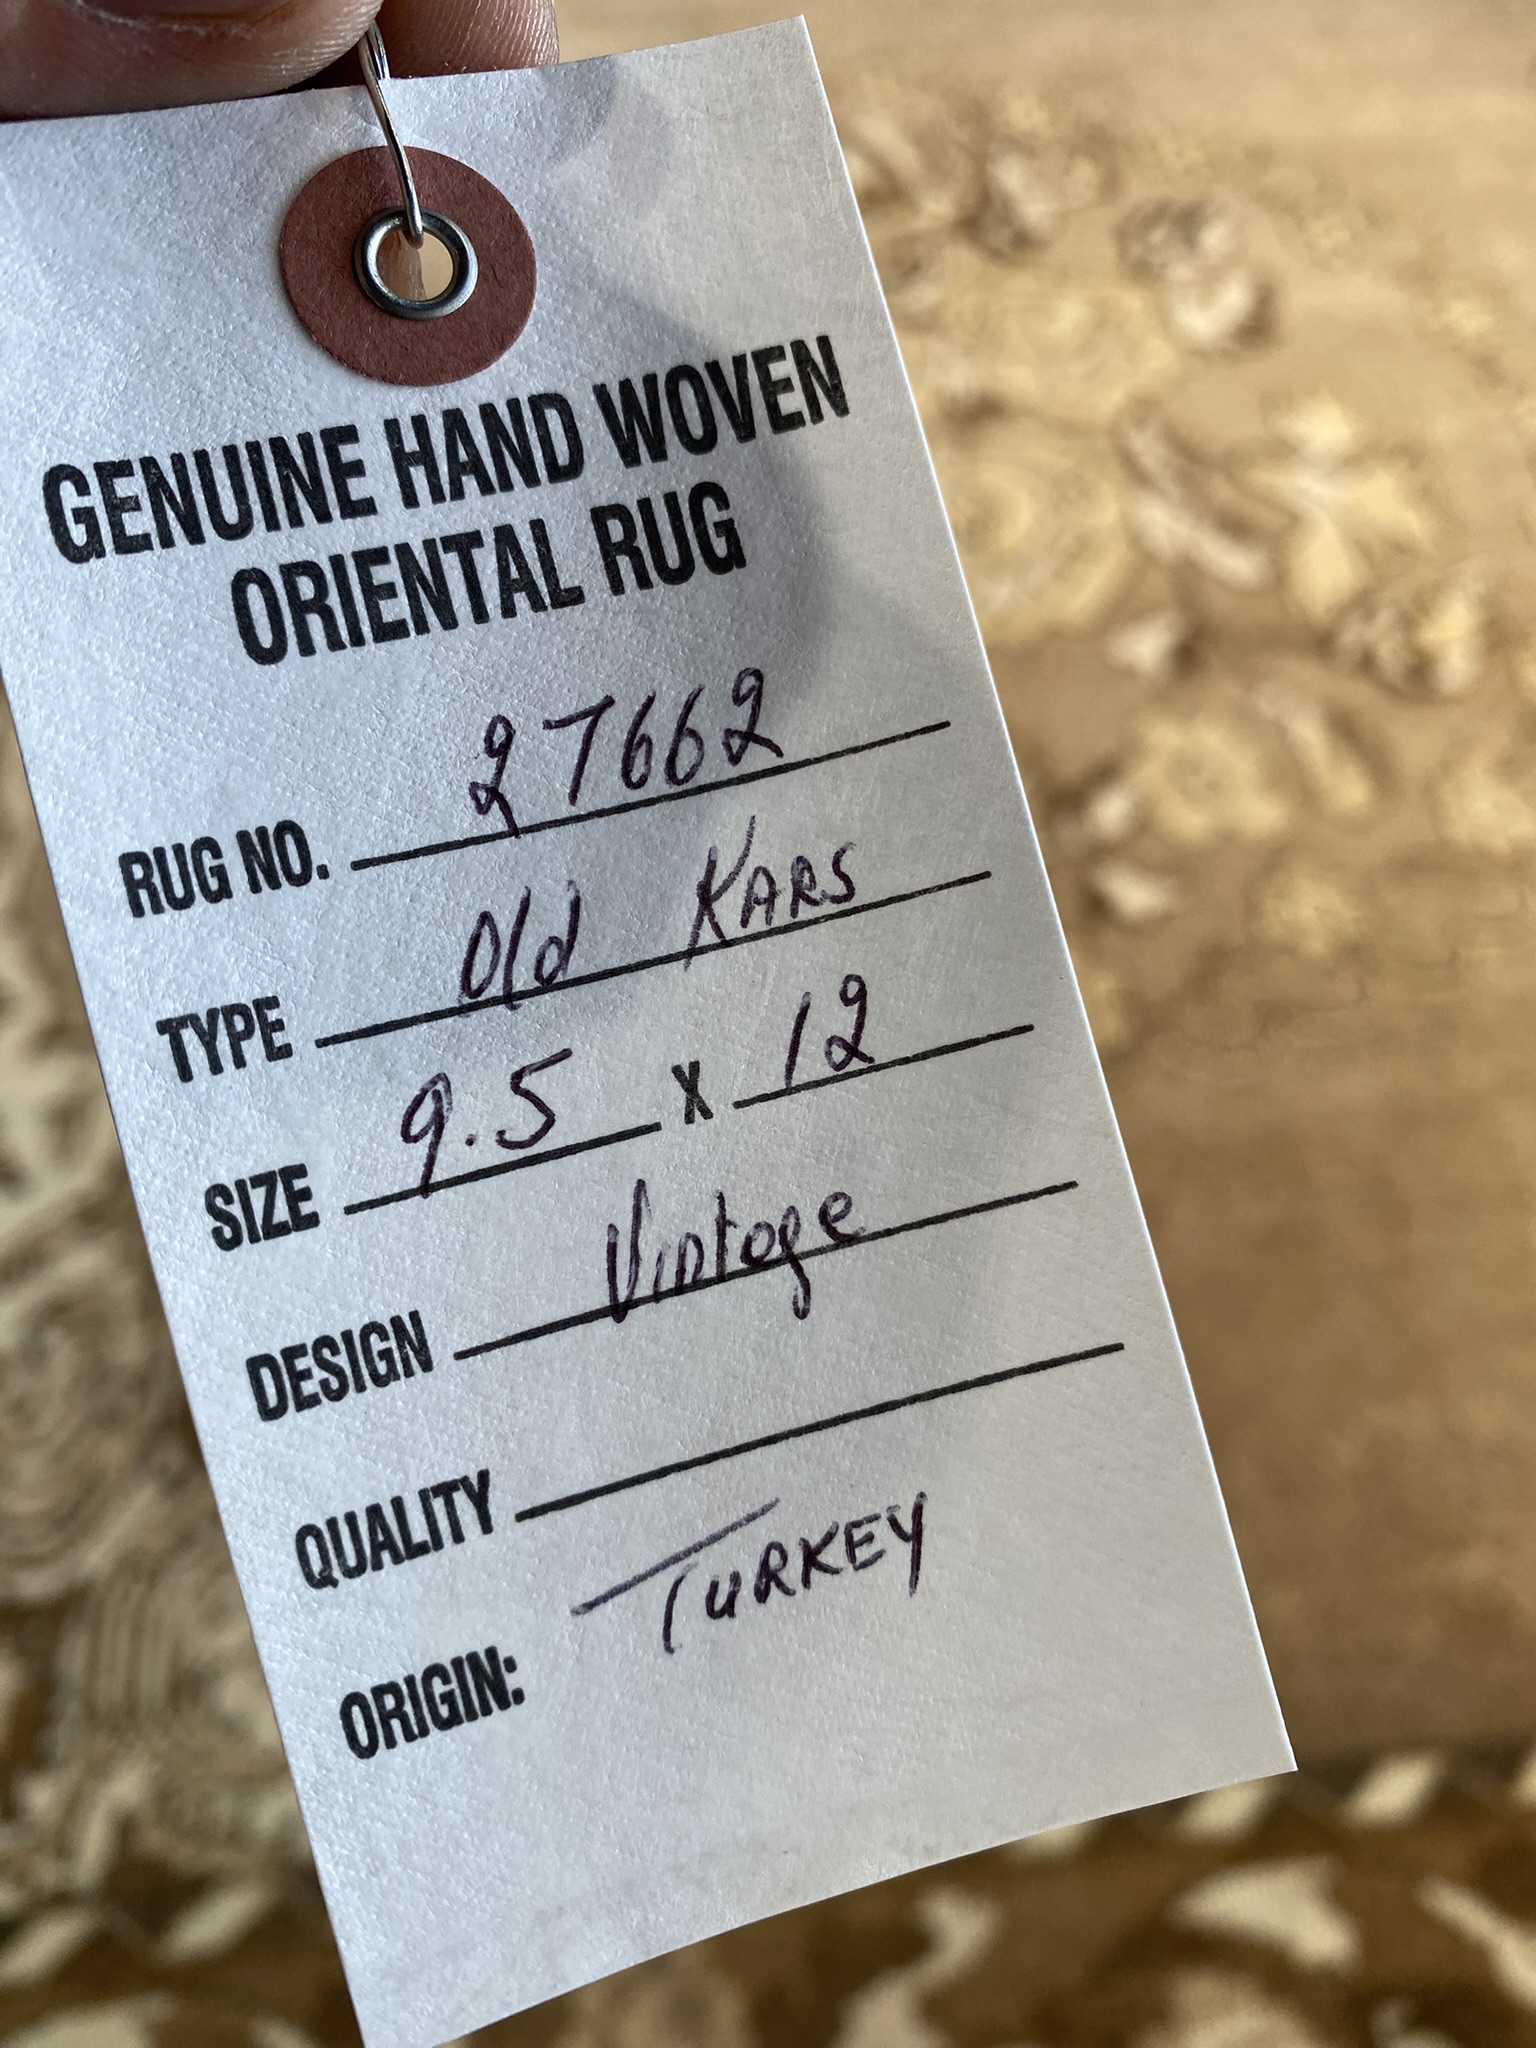 GENUINE HAND WOVEN
ORIENTAL RUG
RUG NO. 27662
TYPE Old KARS
SIZE 9.5 X 12
DESIGN Vintage
QUALITY
ORIGIN: TURKEY